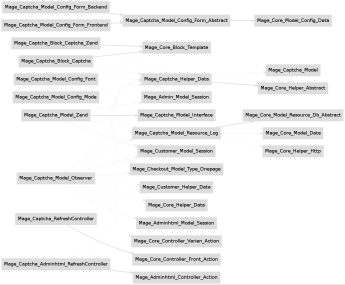 Mage_Captcha_Model_Config_Form_Backend
Mage_Captcha_Model_Config_Form_Frontend
Mage_Captcha_Model_Config_Form_Abstract
Mage_Core_Model_Config_Data
Mage_Captcha_Block_Captcha_Zend
Mage_Captcha_Block_Captcha
Mage_Core_Block_Template
Mage_Captcha_Model_Config_Font
Mage_Captcha_Model_Config_Mode
Mage_Captcha_Model_Zend
Mage_Captcha_Helper_Data
Mage_Captcha_Model
Mage_Core_Helper_Abstract
Mage_Admin_Model_Session
Mage_Captcha_Model_Interface
Mage_Core_Model_Resource_Db_Abstract
Mage_Captcha_Model_Resource_Log
Mage_Core_Model_Date
Mage_Customer_Model_Session
Mage_Core_Helper_Http
Mage_Checkout_Model_Type_Onepage
Mage_Captcha_Model_Observer
Mage_Customer_Helper_Data
Mage_Core_Helper_Data
Mage_Captcha_RefreshController
Mage_Adminhtml_Model_Session
Mage_Core_Controller_Varien_Action
Mage_Core_Controller_Front_Action
Mage_Captcha_Adminhtml_RefreshController
Mage_Adminhtml_Controller_Action